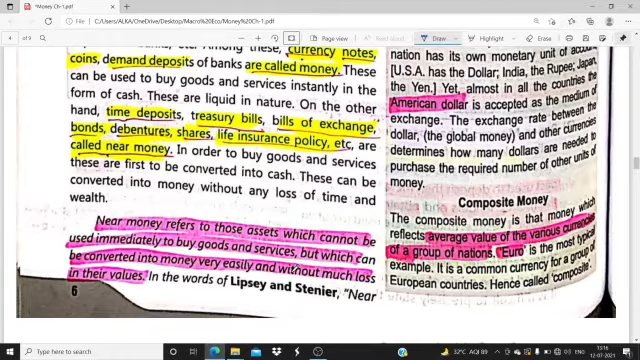 Money Ch-1.pdf
File
C:/Users/ALKA/OneDrive/Desktop/Macro%20Eco/Money%20Ch-1.pdf
of 9
Page view
Read aloud
Draw
Highlight
Erase
currency notes,
coins, demand deposits of banks are called money. These
can be used to buy goods and services instantly in the
form of cash. These are liquid in nature. On the other
hand, time deposits, treasury bills, bills of exchange,
bonds, debentures, shares, life insurance policy, etc, are
called near money. In order to buy goods and services
these are first to be converted into cash. These can be
converted into money without any loss of time and
wealth.
Near money refers to those assets which cannot be
used immediately to buy goods and services, but which can
be converted into money very easily and without much loss
in their values. In the words of Lipsey and Stenier, "Near
6
nation has its own monetary unit of account
[U.S.A. has the Dollar; India, the Rupee; Japan,
the Yen.] Yet, almost in all the countries the
American dollar is accepted as the medium of
exchange. The exchange rate between the
dollar, (the global money) and other currencies
determines how many dollars are needed to
purchase the required number of other units of
money.
Composite Money
The composite money is that money which
reflects average value of the various currencies
of a group of nations. 'Euro' is the most typical
example. It is a common currency for a group of
European countries. Hence called 'composite'.
Type here to search
32°C AQI 89
ENG
13:16
12-07-2021